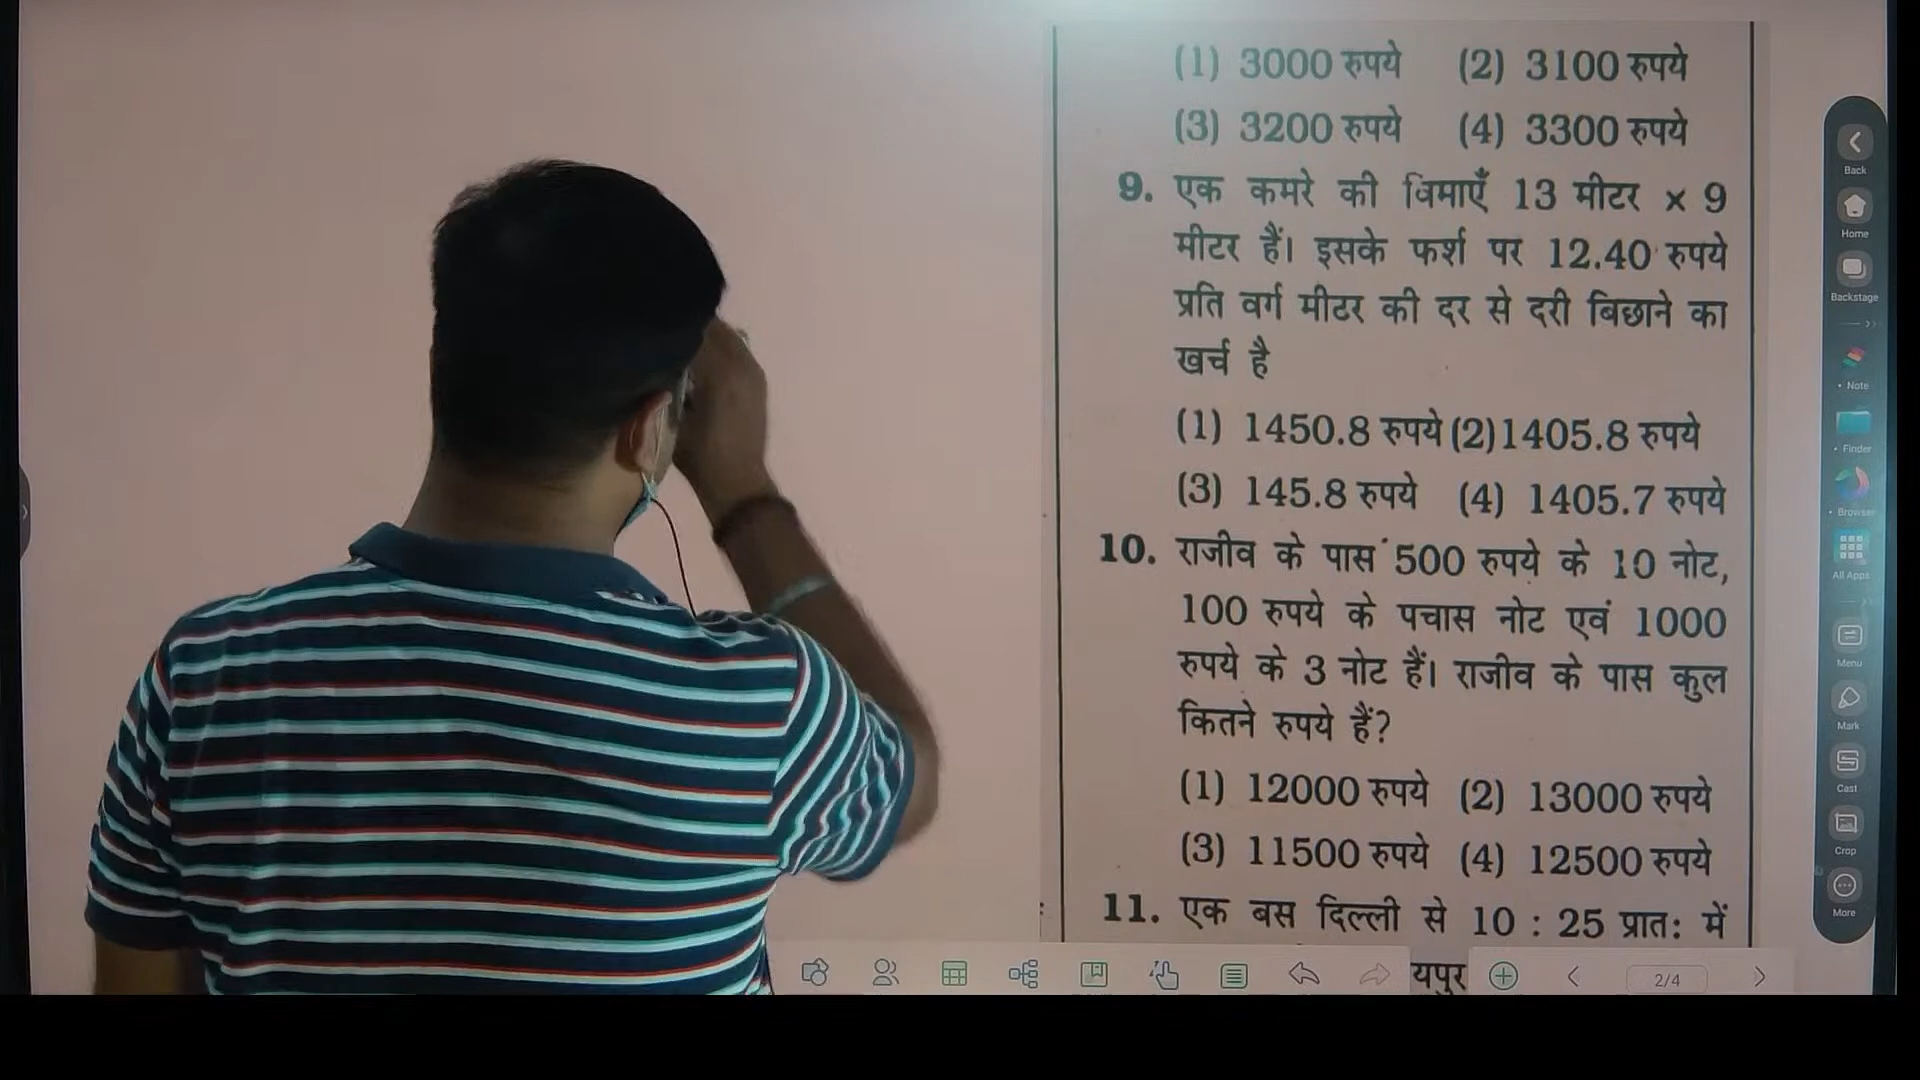 (1) 3000 रुपये (2) 3100 रुपये
(3) 3200 रुपये (4) 3300 रुपये
9. एक कमरे की विमाएँ 13 मीटर × 9
मीटर हैं। इसके फर्श पर 12.40 रुपये
प्रति वर्ग मीटर की दर से दरी बिछाने का
खर्च है
(1) 1450.8 रुपये (2) 1405.8 रुपये
(3) 145.8 रुपये (4) 1405.7 रुपये
10. राजीव के पास 500 रुपये के 10 नोट,
100 रुपये के पचास नोट एवं 1000
रुपये के 3 नोट हैं। राजीव के पास कुल
कितने रुपये हैं?
(1) 12000 रुपये (2) 13000 रुपये
(3) 11500 रुपये (4) 12500 रुपये
11. एक बस दिल्ली से 10 : 25 प्रातः में
यपुर
2/4
Back
Home
Backstage
Note
Finder
Browser
All Apps
Menu
Mark
Cast
Crop
More